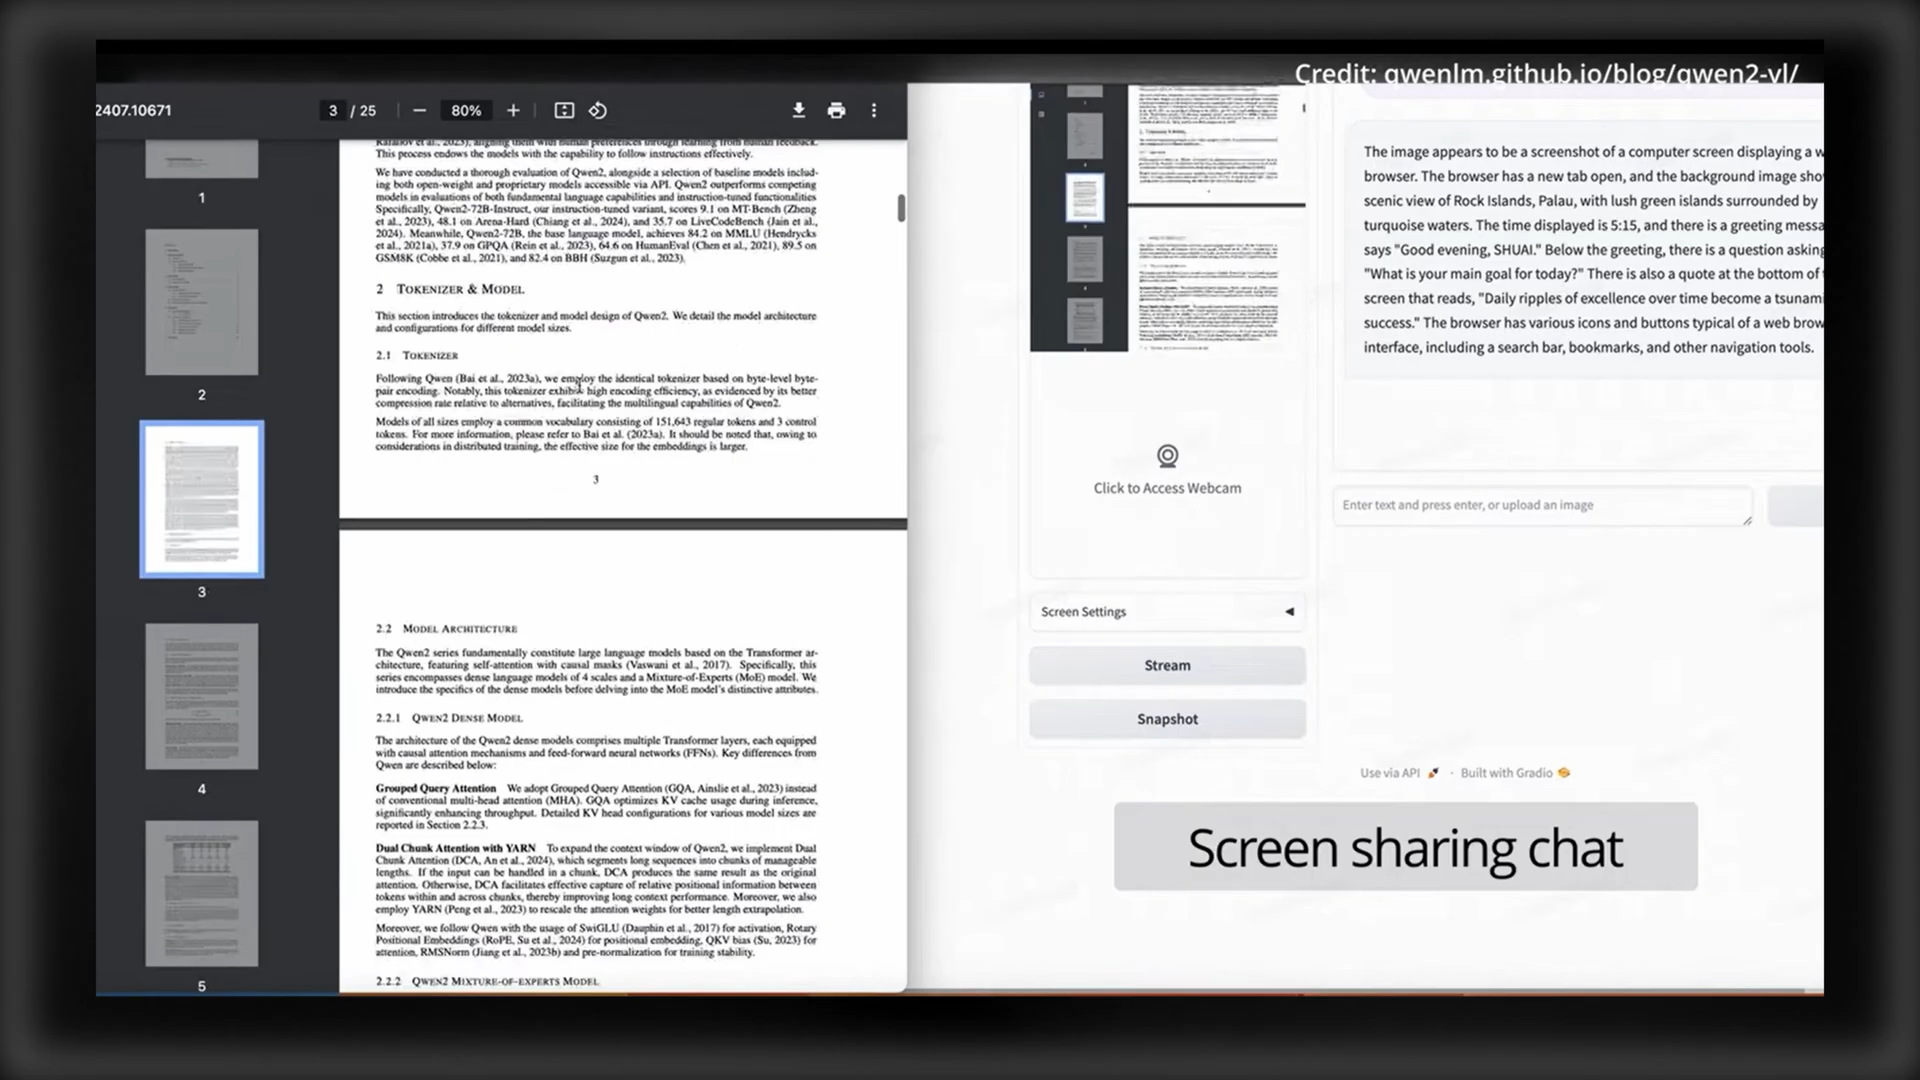 Credit: qwenlm.github.io/blog/qwen2-vl/
2407.10671
3 / 25
80%
1
2
3
4
5
This process endows the models with the capability to follow instructions effectively.
We have conducted a thorough evaluation of Qwen2, alongside a selection of baseline models includ-
ing both open-weight and proprietary models accessible via API. Qwen2 outperforms competing
models in evaluations of both fundamental language capabilities and instruction-tuned functionalities
Specifically, Qwen2-72B-Instruct, our instruction-tuned variant, scores 9.1 on MT-Bench (Zheng
et al., 2023), 48.1 on Arena-Hard (Chiang et al., 2024), and 35.7 on LiveCodeBench (Jain et al.,
2024). Meanwhile, Qwen2-72B, the base language model, achieves 84.2 on MMLU (Hendrycks
et al., 2021a), 37.9 on GPQA (Rein et al., 2023), 64.6 on HumanEval (Chen et al., 2021), 89.5 on
GSM8K (Cobbe et al., 2021), and 82.4 on BBH (Suzgun et al., 2023).
2 TOKENIZER & MODEL
This section introduces the tokenizer and model design of Qwen2. We detail the model architecture
and configurations for different model sizes.
2.1 TOKENIZER
Following Qwen (Bai et al., 2023a), we employ the identical tokenizer based on byte-level byte-
pair encoding. Notably, this tokenizer exhibits high encoding efficiency, as evidenced by its better
compression rate relative to alternatives, facilitating the multilingual capabilities of Qwen2.
Models of all sizes employ a common vocabulary consisting of 151,643 regular tokens and 3 control
tokens. For more information, please refer to Bai et al. (2023a). It should be noted that, owing to
considerations in distributed training, the effective size for the embeddings is larger.
3
2.2 MODEL ARCHITECTURE
The Qwen2 series fundamentally constitute large language models based on the Transformer ar-
chitecture, featuring self-attention with causal masks (Vaswani et al., 2017). Specifically, this
series encompasses dense language models of 4 scales and a Mixture-of-Experts (MoE) model. We
introduce the specifics of the dense models before delving into the MoE model's distinctive attributes.
2.2.1 QWEN2 DENSE MODEL
The architecture of the Qwen2 dense models comprises multiple Transformer layers, each equipped
with causal attention mechanisms and feed-forward neural networks (FFNs). Key differences from
Qwen are described below:
Grouped Query Attention We adopt Grouped Query Attention (GQA, Ainslie et al., 2023) instead
of conventional multi-head attention (MHA). GQA optimizes KV cache usage during inference,
significantly enhancing throughput. Detailed KV head configurations for various model sizes are
reported in Section 2.2.3.
Dual Chunk Attention with YARN To expand the context window of Qwen2, we implement Dual
Chunk Attention (DCA, An et al., 2024), which segments long sequences into chunks of manageable
lengths. If the input can be handled in a chunk, DCA produces the same result as the original
attention. Otherwise, DCA facilitates effective capture of relative positional information between
tokens within and across chunks, thereby improving long context performance. Moreover, we also
employ YARN (Peng et al., 2023) to rescale the attention weights for better length extrapolation.
Moreover, we follow Qwen with the usage of SwiGLU (Dauphin et al., 2017) for activation, Rotary
Positional Embeddings (RoPE, Su et al., 2024) for positional embedding, QKV bias (Su, 2023) for
attention, RMSNorm (Jiang et al., 2023b) and pre-normalization for training stability.
2.2.2 QWEN2 MIXTURE-OF-EXPERTS MODEL
Click to Access Webcam
Screen Settings
Stream
Snapshot
The image appears to be a screenshot of a computer screen displaying a w
browser. The browser has a new tab open, and the background image sho
scenic view of Rock Islands, Palau, with lush green islands surrounded by
turquoise waters. The time displayed is 5:15, and there is a greeting messa
says "Good evening, SHUAI." Below the greeting, there is a question asking
"What is your main goal for today?" There is also a quote at the bottom of
screen that reads, "Daily ripples of excellence over time become a tsunami
success." The browser has various icons and buttons typical of a web brow
interface, including a search bar, bookmarks, and other navigation tools.
Enter text and press enter, or upload an image
Use via API · Built with Gradio
Screen sharing chat